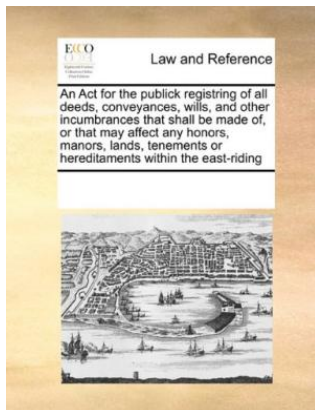 ECCO
Law and Reference
An Act for the publick registring of all
deeds, conveyances, wills, and other
incumbrances that shall be made of,
or that may affect any honors,
manors, lands, tenements or
hereditaments within the east-riding